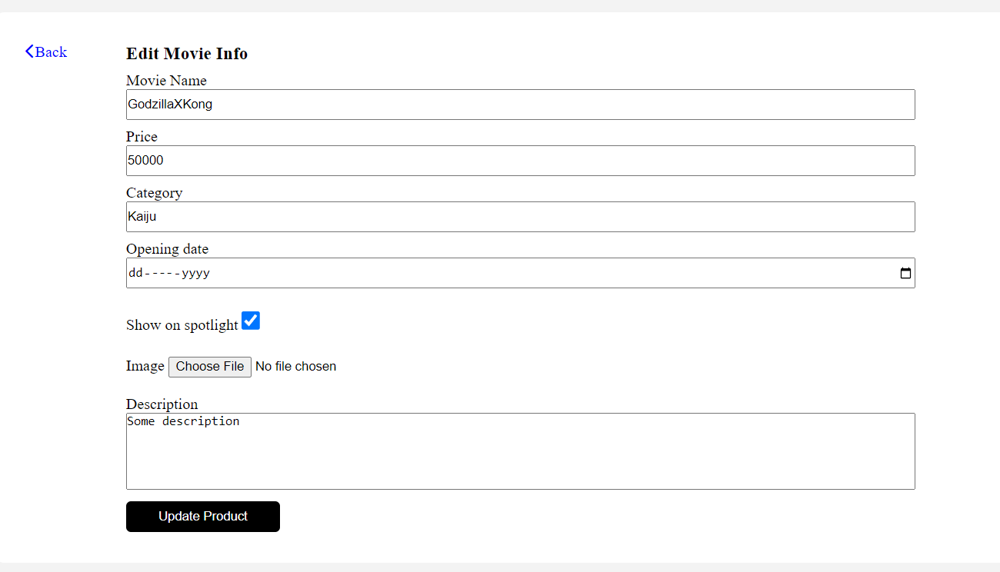 Back
Edit Movie Info
Movie Name
GodzillaXKong
Price
50000
Category
Kaiju
Opening date
dd-----yyyy
Show on spotlight
Image Choose File No file chosen
Description
Some description
Update Product